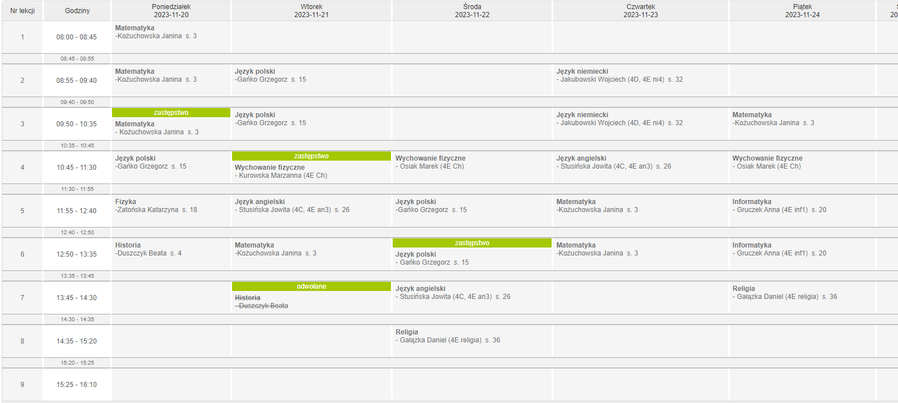 Nr lekcji Godziny Poniedziałek Wtorek Środa Czwartek Piątek
2023-11-20 2023-11-21 2023-11-22 2023-11-23 2023-11-24
1 08:00 - 08:45
Matematyka
-Kożuchowska Janina s. 3
08:45 - 08:55
2 08:55 - 09:40
Matematyka
-Kożuchowska Janina s. 3
Język polski
-Gańko Grzegorz s. 15
Język niemiecki
- Jakubowski Wojciech (4D, 4E ni4) s. 32
09:40 - 09:50
3 09:50 - 10:35
zastępstwo
Matematyka
- Kożuchowska Janina s. 3
Język polski
-Gańko Grzegorz s. 15
Język niemiecki
- Jakubowski Wojciech (4D, 4E ni4) s. 32
Matematyka
-Kożuchowska Janina s. 3
10:35 - 10:45
4 10:45 - 11:30
Język polski
-Gańko Grzegorz s. 15
zastępstwo
Wychowanie fizyczne
- Kurowska Marzanna (4E Ch)
Wychowanie fizyczne
- Osiak Marek (4E Ch)
Język angielski
- Stusińska Jowita (4C, 4E an3) s. 26
Wychowanie fizyczne
- Osiak Marek (4E Ch)
11:30 - 11:55
5 11:55 - 12:40
Fizyka
-Zatońska Katarzyna s. 18
Język angielski
- Stusińska Jowita (4C, 4E an3) s. 26
Język polski
-Gańko Grzegorz s. 15
Matematyka
-Kożuchowska Janina s. 3
Informatyka
- Gruczek Anna (4E inf1) s. 20
12:40 - 12:50
6 12:50 - 13:35
Historia
-Duszczyk Beata s. 4
Matematyka
-Kożuchowska Janina s. 3
zastępstwo
Język polski
- Gańko Grzegorz s. 15
Matematyka
-Kożuchowska Janina s. 3
Informatyka
- Gruczek Anna (4E inf1) s. 20
13:35 - 13:45
7 13:45 - 14:30
odwołane
Historia
- Duszczyk Beata
Język angielski
- Stusińska Jowita (4C, 4E an3) s. 26
Religia
- Gałązka Daniel (4E religia) s. 36
14:30 - 14:35
8 14:35 - 15:20
Religia
- Gałązka Daniel (4E religia) s. 36
15:20 - 15:25
9 15:25 - 16:10